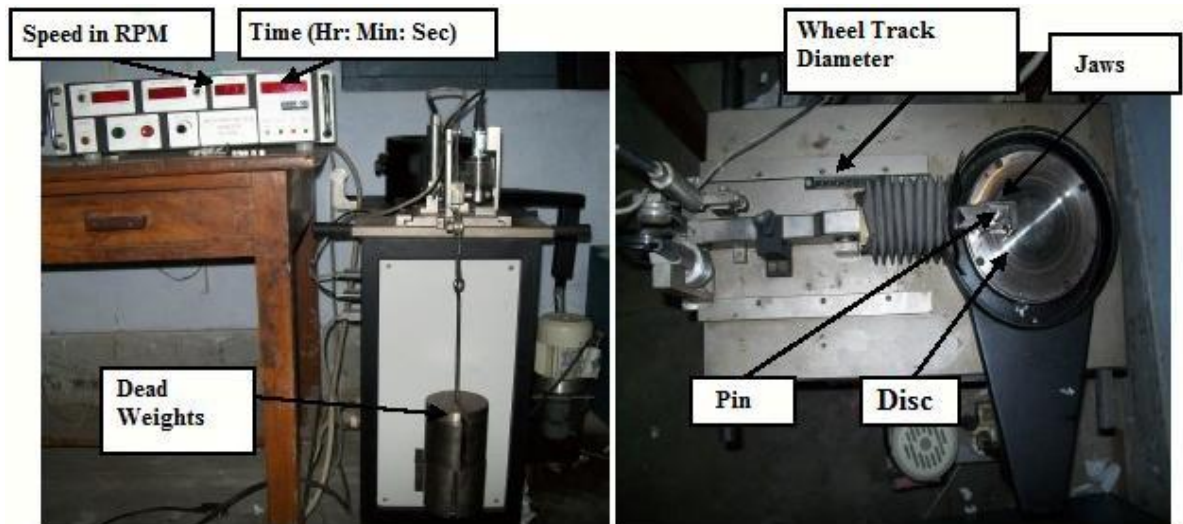 Speed in RPM
Time (Hr: Min: Sec)
Dead
Weights
Wheel Track
Diameter
Jaws
Pin
Disc